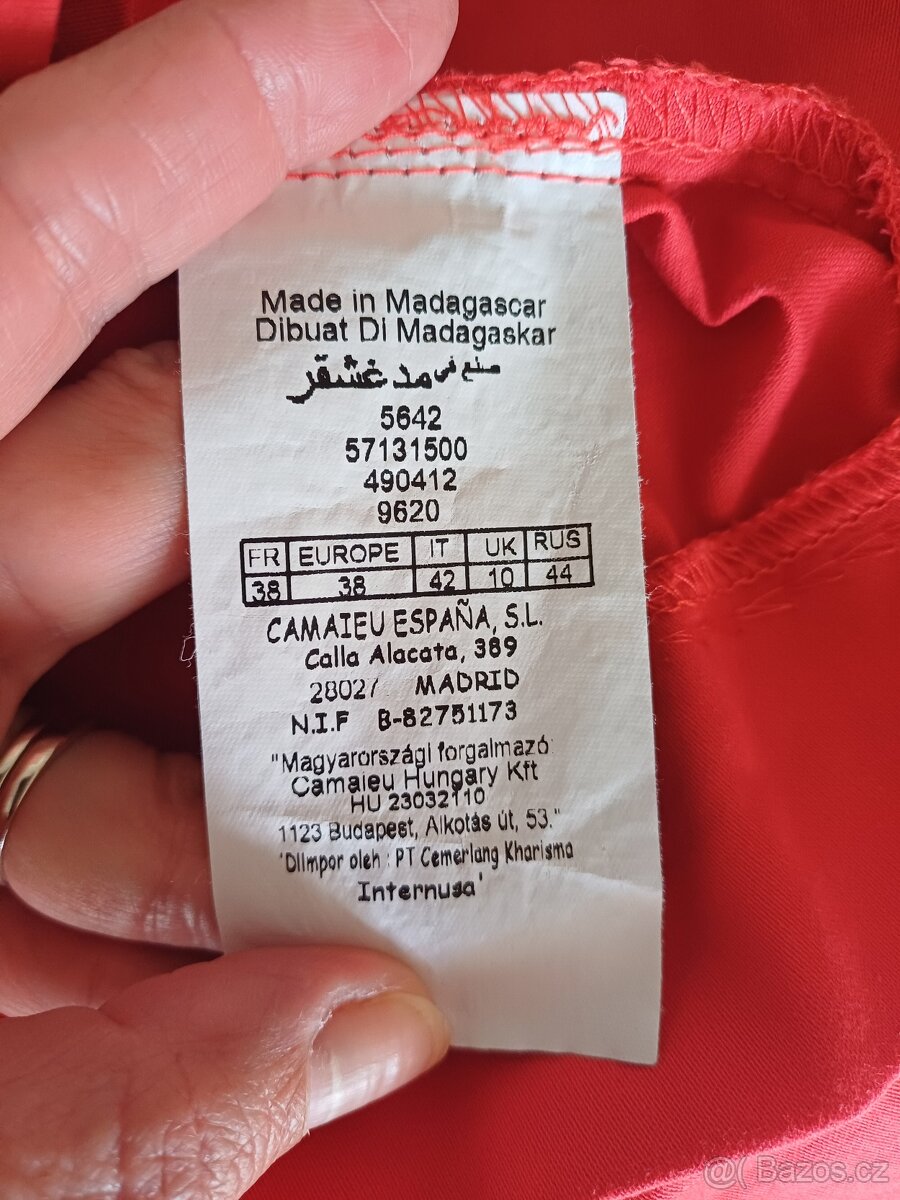 Made in Madagascar
Dibuat Di Madagaskar
صنع في مدغشقر
5642
57131500
490412
9620
FR EUROPE IT UK RUS
38 38 42 10 44
CAMAIEU ESPAÑA, S.L.
Calla Alacata, 389
28027 MADRID
N.I.F B-82751173
"Magyarországi forgalmazó
Camaieu Hungary Kft
HU 23032110
1123 Budapest, Alkotás út, 53."
'DIImpor oleh : PT Cemerlang Kharisma
Internusa'
@( Bazos.cz